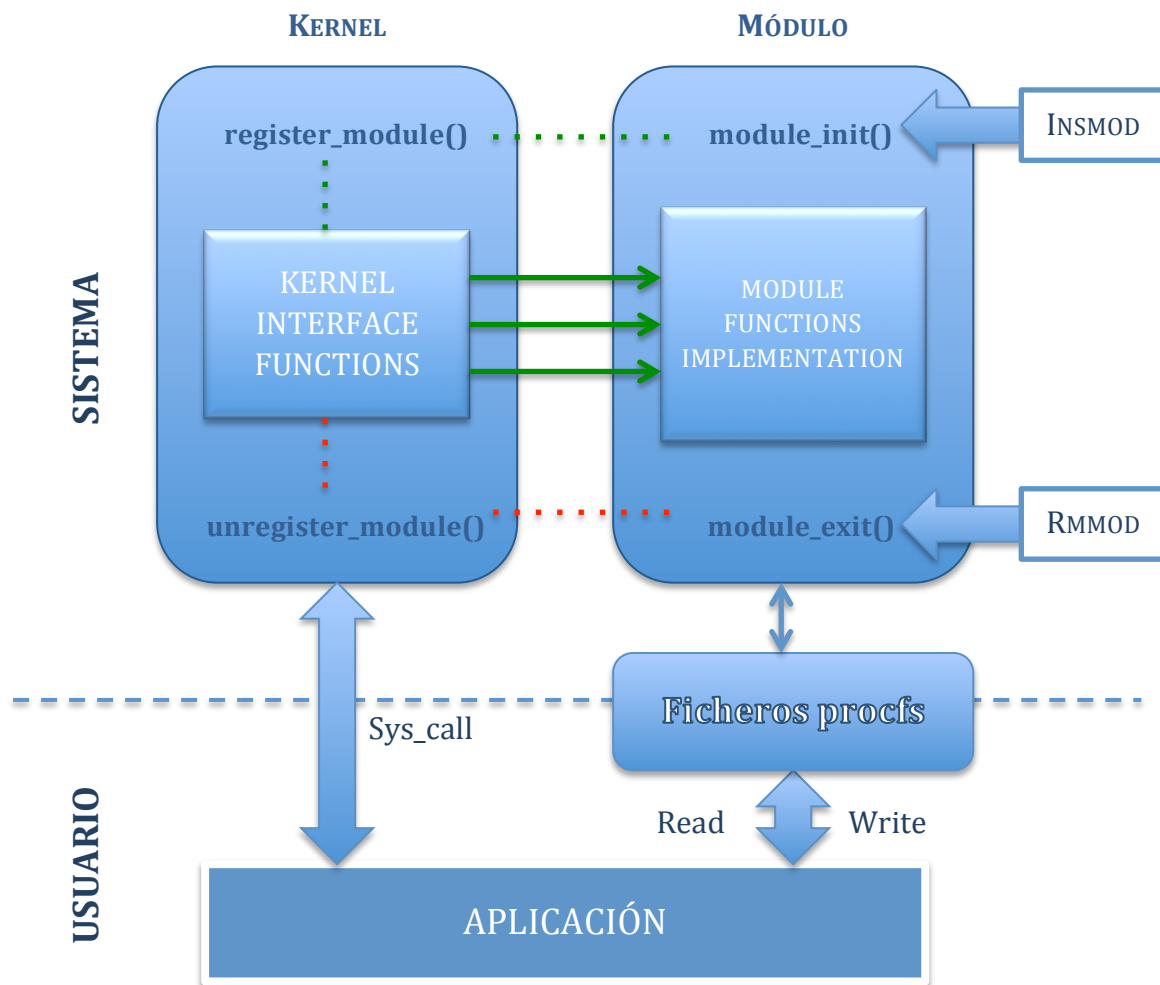 KERNEL
MÓDULO
register_module()
module_init()
INSMOD
KERNEL
INTERFACE
FUNCTIONS
MODULE
FUNCTIONS
IMPLEMENTATION
SISTEMA
unregister_module()
module_exit()
RMMOD
Ficheros procfs
Sys_call
Read
Write
USUARIO
APLICACIÓN